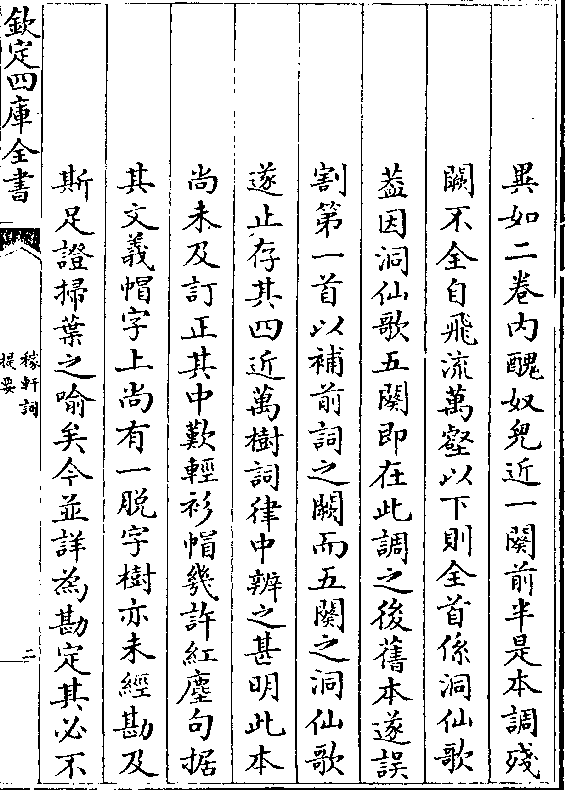 異如二卷內醜奴兒近一闋前半是本調殘
闕不全自飛流萬壑以下則全首係洞仙歌
葢因洞仙歌五闋即在此調之後舊本遂誤
割第一首以補前詞之闕而五闋之洞仙歌
遂止存其四近萬樹詞律中辨之甚明此本
尚未及訂正其中歎輕衫帽幾許紅塵句据
其文義帽字上尚有一脱字樹亦未經勘及
斯足證掃葉之喻矣今並詳為勘定其必不
欽定四庫全書
稼軒詞
提要
二